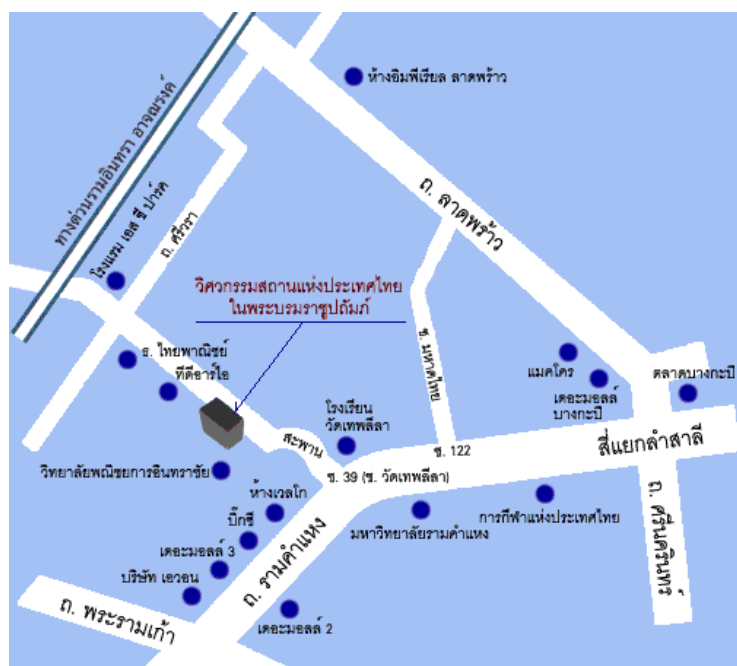 ห้างอิมพีเรียล ลาดพร้าว
ทางด่วนรามอินทรา อาจณรงค์
โรงแรม เอส ซี ปาร์ค
ถ. ศรีวรา
ถ. ลาดพร้าว
วิศวกรรมสถานแห่งประเทศไทย
ในพระบรมราชูปถัมภ์
ธ. ไทยพาณิชย์
ทีดีอาร์ไอ
ซ. มหาดไทย
แมคโคร
เดอะมอลล์
บางกะปิ
ตลาดบางกะปิ
โรงเรียน
วัดเทพลีลา
สะพาน
ซ. 122
สี่แยกลำสาลี
วิทยาลัยพณิชยการอินทราชัย
ซ. 39 (ซ. วัดเทพลีลา)
ห้างเวลโก
บิ๊กซี
มหาวิทยาลัยรามคำแหง
การกีฬาแห่งประเทศไทย
ถ. ศรีนครินทร์
เดอะมอลล์ 3
บริษัท เอวอน
ถ. รามคำแหง
ถ. พระรามเก้า
เดอะมอลล์ 2